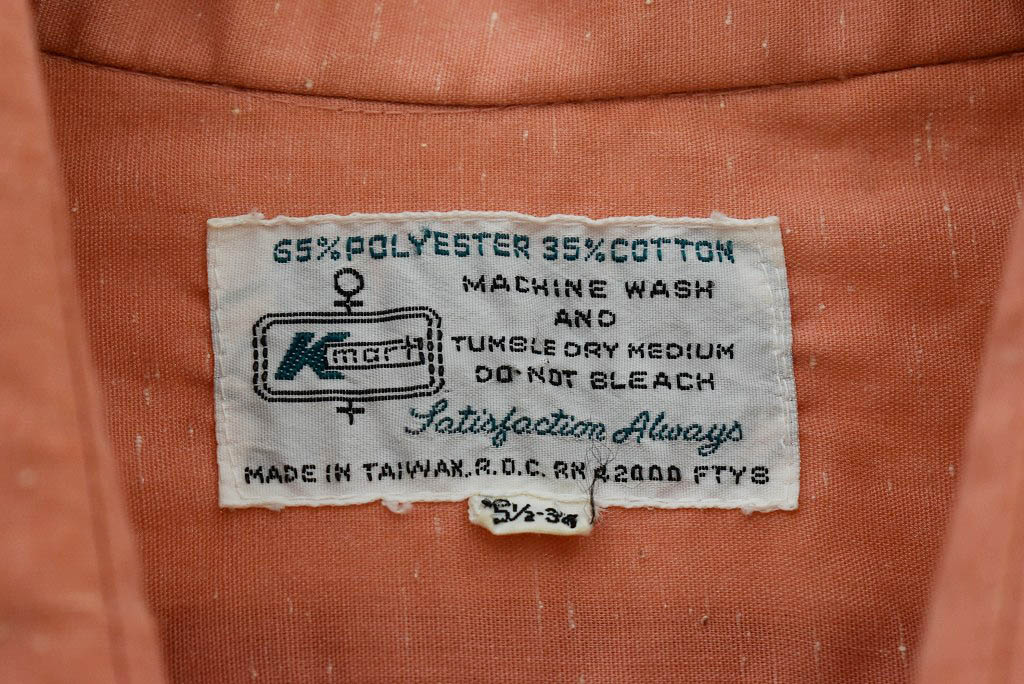 65% POLYESTER 35% COTTON
MACHINE WASH
AND
Kmart
TUMBLE DRY MEDIUM
DO NOT BLEACH
Satisfaction Always
MADE IN TAIWAN. R.O.C. RN 42000 FTY8